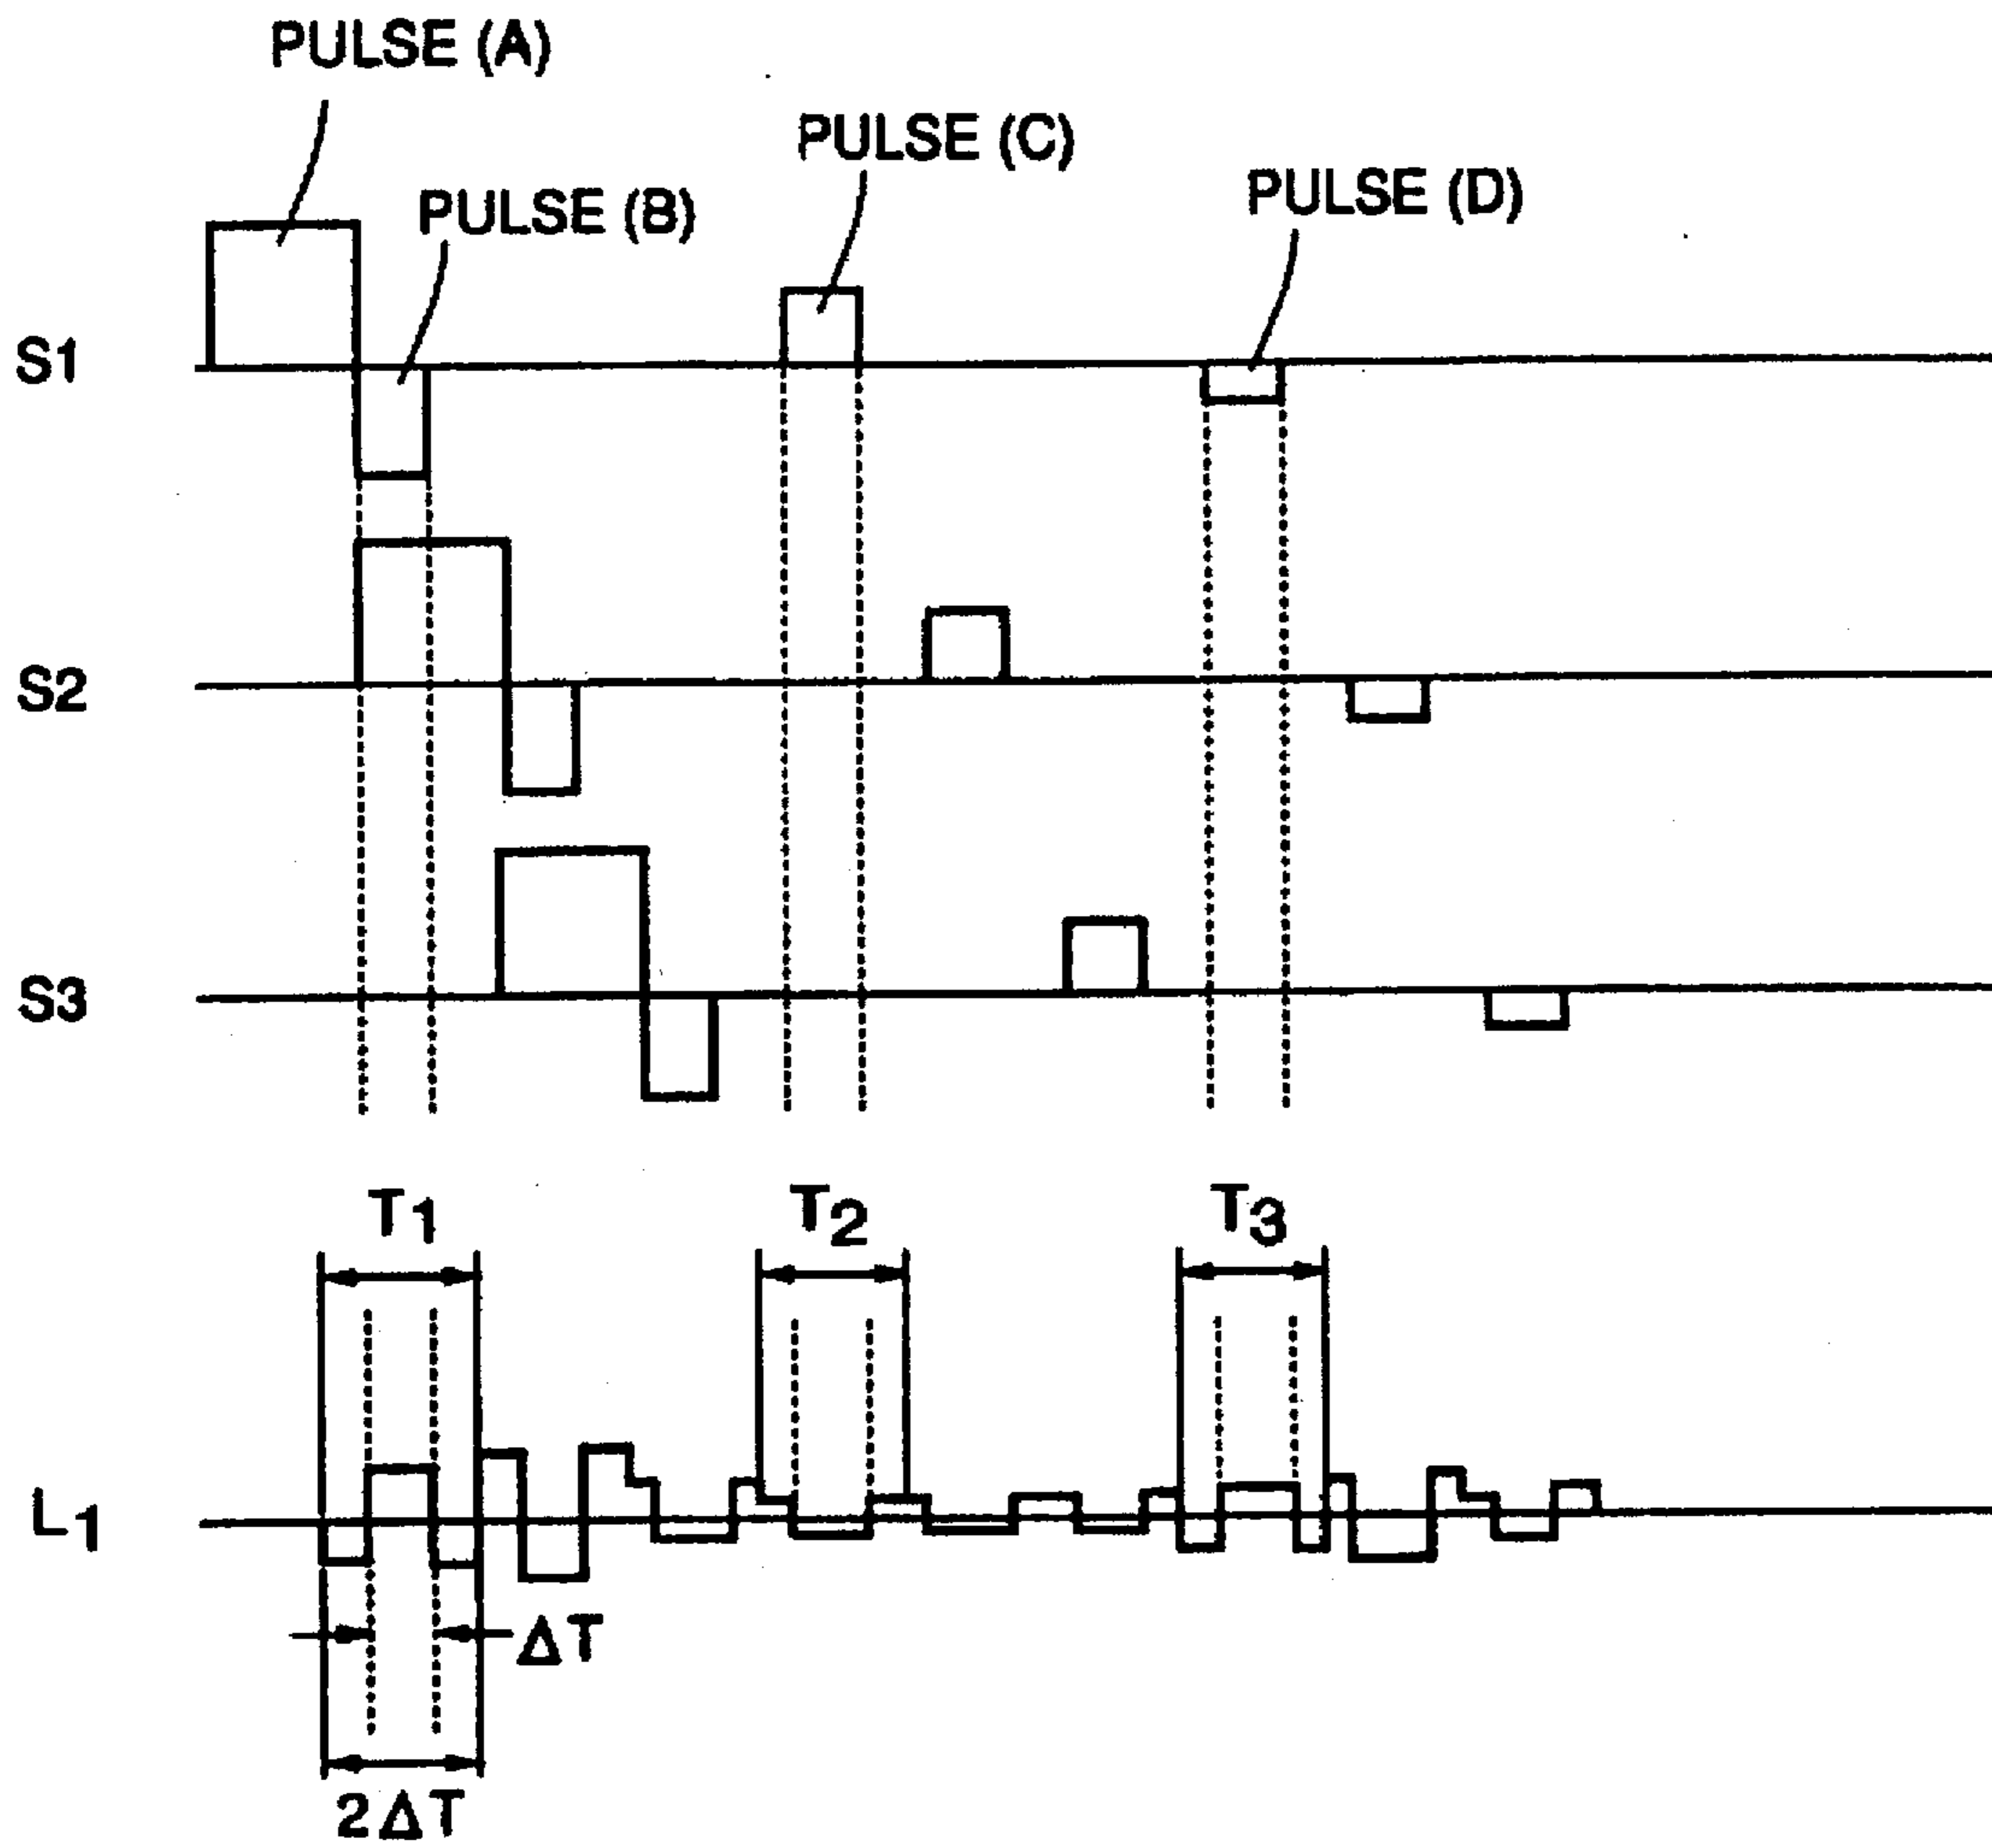 PULSE (A)
PULSE (C)
PULSE (B)
PULSE (D)
S1
S2
S3
T1
T2
T3
L1
ΔT
2ΔT